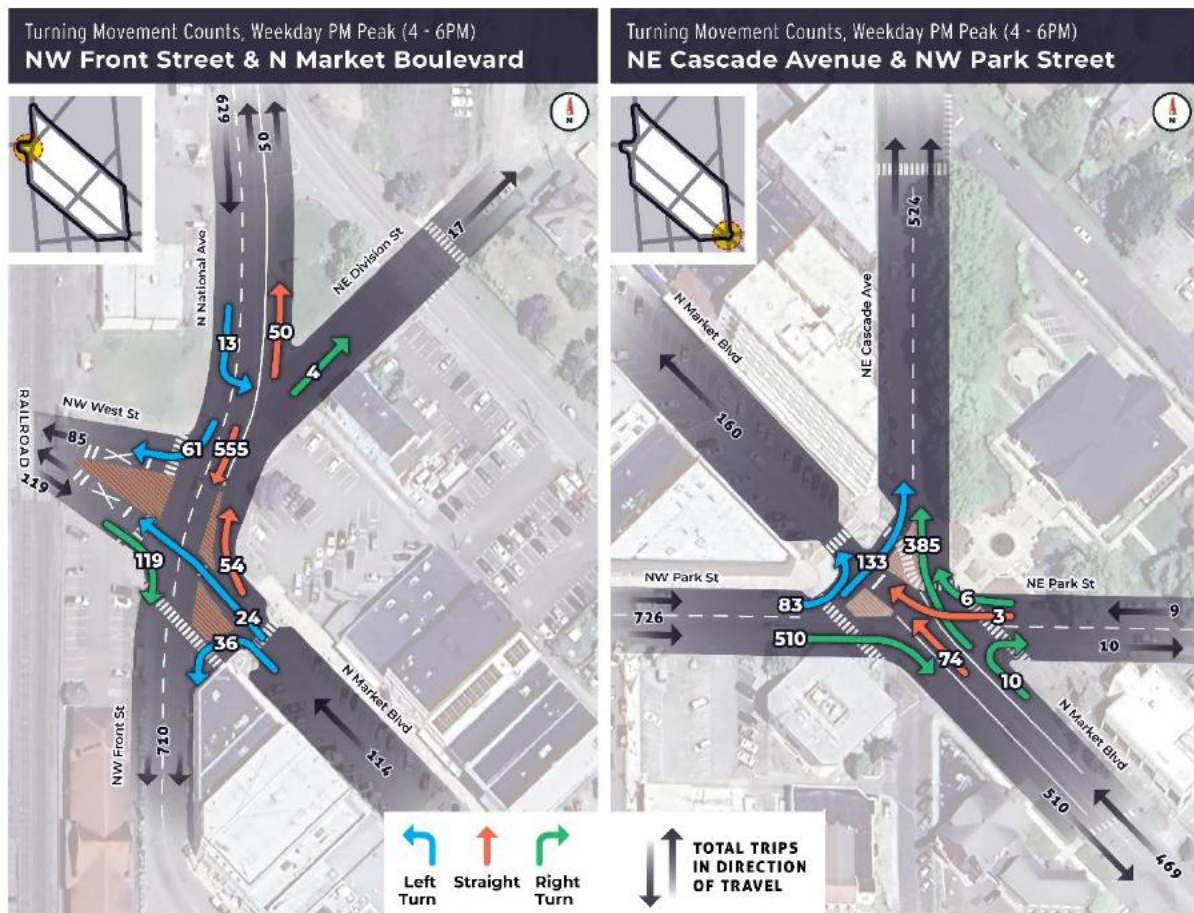 Turning Movement Counts, Weekday PM Peak (4 - 6PM)
NW Front Street & N Market Boulevard
N
629
50
N National Ave
NE Division St
17
13
50
4
NW West St
RAILROAD
85
61
555
119
119
54
24
36
N Market Blvd
114
NW Front St
710
Turning Movement Counts, Weekday PM Peak (4 - 6PM)
NE Cascade Avenue & NW Park Street
N
524
N Market Blvd
NE Cascade Ave
160
133
385
NW Park St
NE Park St
83
6
3
9
726
510
74
10
10
N Market Blvd
510
469
Left
Turn
Straight
Right
Turn
TOTAL TRIPS
IN DIRECTION
OF TRAVEL